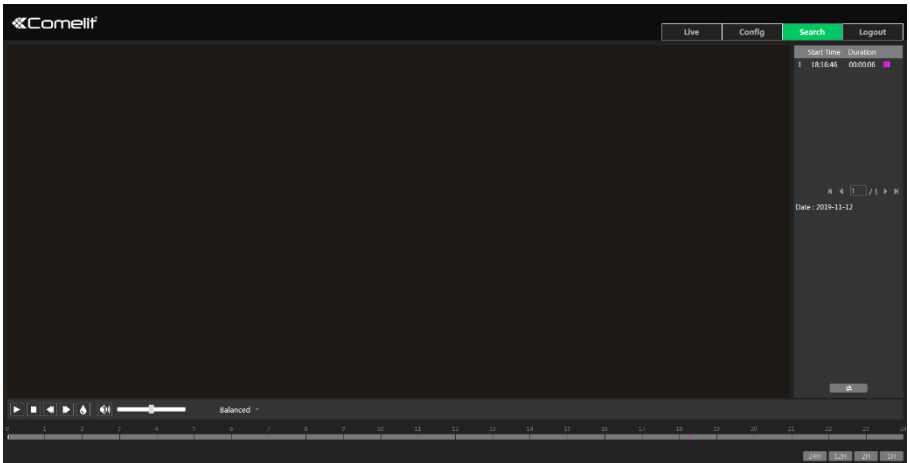 Comelit
Live Config Search Logout
Start Time Duration
1 18:16:46 00:00:06
1 / 1
Date : 2019-11-12
Balanced
0 1 2 3 4 5 6 7 8 9 10 11 12 13 14 15 16 17 18 19 20 21 22 23 24
24H 12H 2H 1H